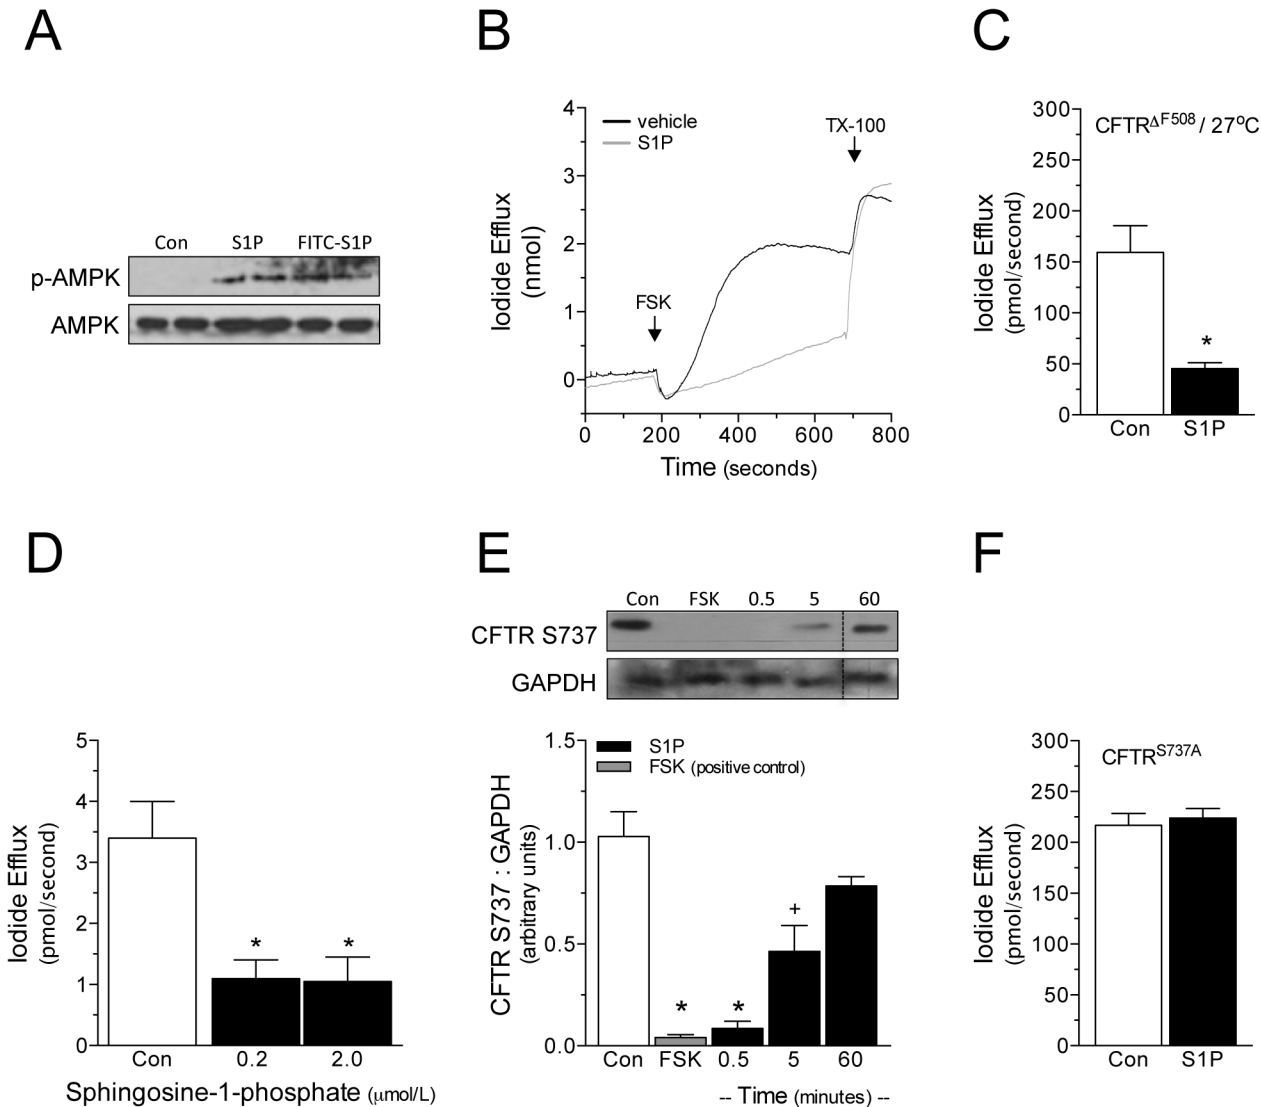 A
Con S1P FITC-S1P
p-AMPK
AMPK
B
4
3
2
1
0
Iodide Efflux
(nmol)
vehicle
S1P
FSK
TX-100
0 200 400 600 800
Time (seconds)
C
300
250
200
150
100
50
0
Iodide Efflux
(pmol/second)
CFTRΔF508 / 27oC
*
Con S1P
D
5
4
3
2
1
0
Iodide Efflux
(pmol/second)
* *
Con 0.2 2.0
Sphingosine-1-phosphate (μmol/L)
E
Con FSK 0.5 5 60
CFTR S737
GAPDH
1.5
1.0
0.5
0.0
CFTR S737 : GAPDH
(arbitrary units)
S1P
FSK (positive control)
* * +
Con FSK 0.5 5 60
-- Time (minutes) --
F
300
250
200
150
100
50
0
Iodide Efflux
(pmol/second)
CFTRS737A
Con S1P